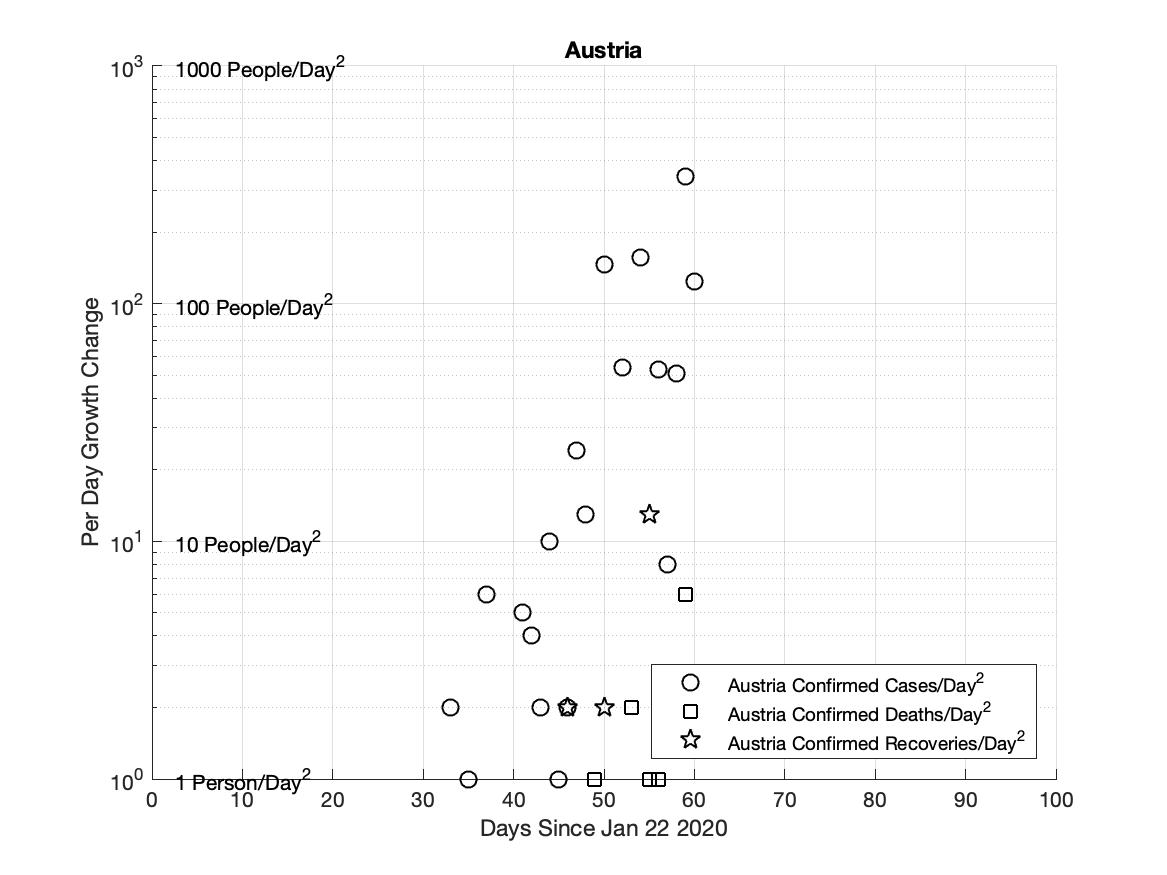 Austria
10³
1000 People/Day²
10²
100 People/Day²
Per Day Growth Change
10¹
10 People/Day²
Austria Confirmed Cases/Day²
Austria Confirmed Deaths/Day²
Austria Confirmed Recoveries/Day²
10⁰
1 Person/Day²
0 10 20 30 40 50 60 70 80 90 100
Days Since Jan 22 2020